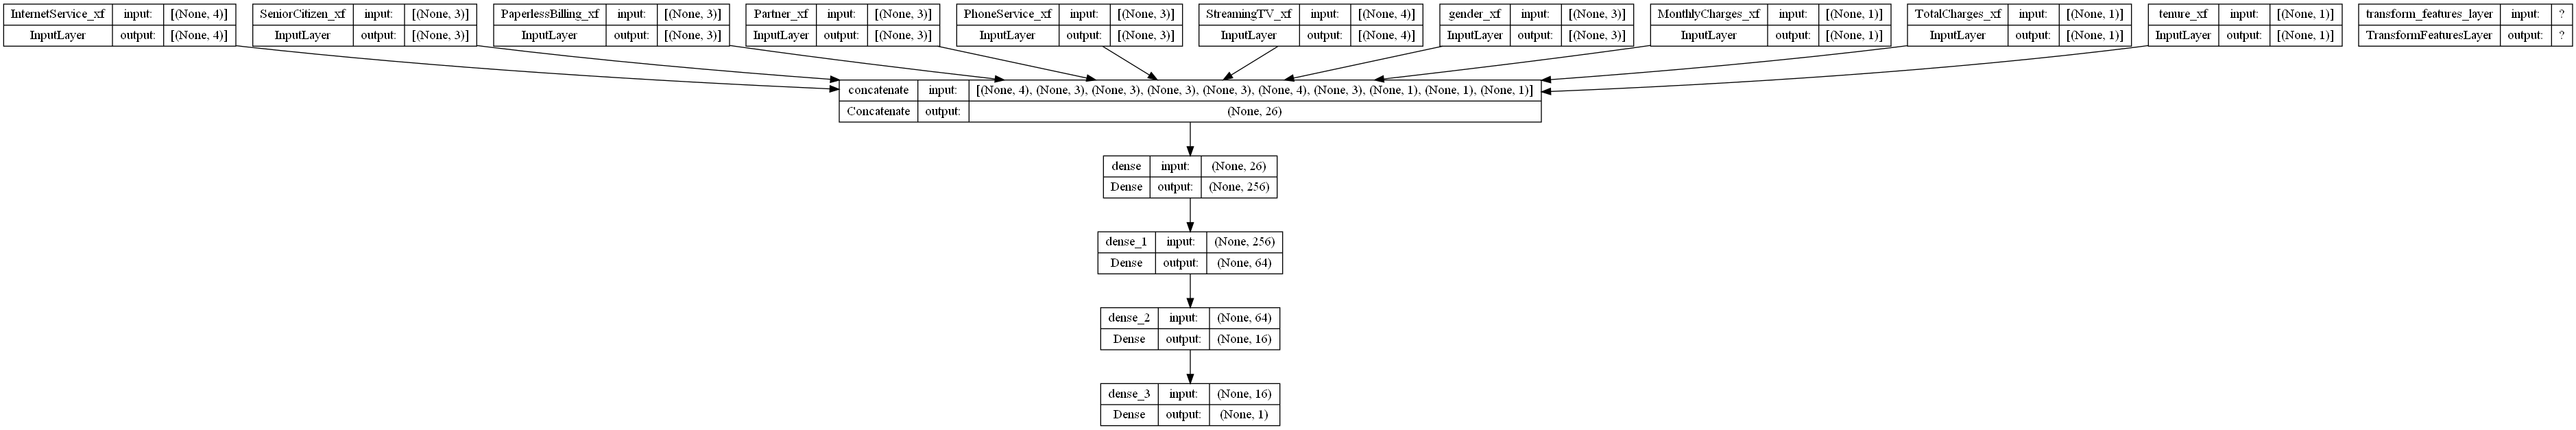 InternetService_xf input: [(None, 4)]
InputLayer output: [(None, 4)]
SeniorCitizen_xf input: [(None, 3)]
InputLayer output: [(None, 3)]
PaperlessBilling_xf input: [(None, 3)]
InputLayer output: [(None, 3)]
Partner_xf input: [(None, 3)]
InputLayer output: [(None, 3)]
PhoneService_xf input: [(None, 3)]
InputLayer output: [(None, 3)]
StreamingTV_xf input: [(None, 4)]
InputLayer output: [(None, 4)]
gender_xf input: [(None, 3)]
InputLayer output: [(None, 3)]
MonthlyCharges_xf input: [(None, 1)]
InputLayer output: [(None, 1)]
TotalCharges_xf input: [(None, 1)]
InputLayer output: [(None, 1)]
tenure_xf input: [(None, 1)]
InputLayer output: [(None, 1)]
transform_features_layer input: ?
TransformFeaturesLayer output: ?
concatenate input: [(None, 4), (None, 3), (None, 3), (None, 3), (None, 3), (None, 4), (None, 3), (None, 1), (None, 1), (None, 1)]
Concatenate output: (None, 26)
dense input: (None, 26)
Dense output: (None, 256)
dense_1 input: (None, 256)
Dense output: (None, 64)
dense_2 input: (None, 64)
Dense output: (None, 16)
dense_3 input: (None, 16)
Dense output: (None, 1)